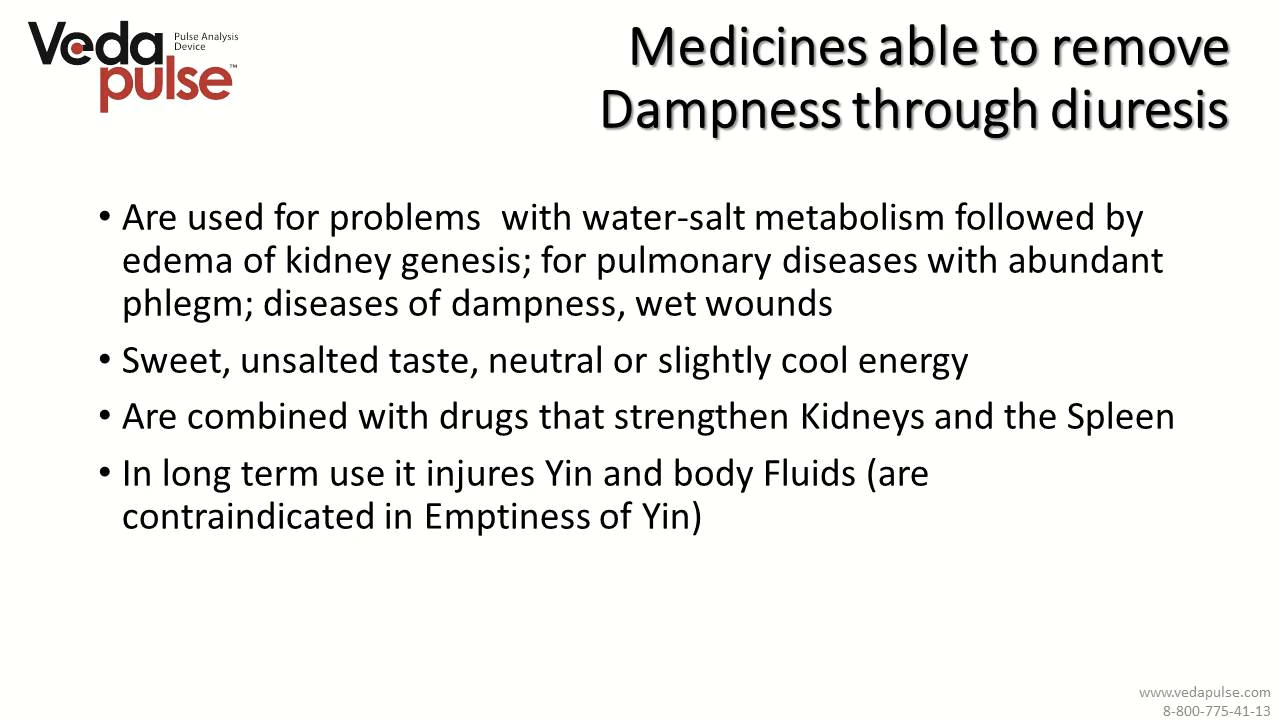 Veda
pulse™
Pulse Analysis
Device
Medicines able to remove
Dampness through diuresis
• Are used for problems  with water-salt metabolism followed by
edema of kidney genesis; for pulmonary diseases with abundant
phlegm; diseases of dampness, wet wounds
• Sweet, unsalted taste, neutral or slightly cool energy
• Are combined with drugs that strengthen Kidneys and the Spleen
• In long term use it injures Yin and body Fluids (are
contraindicated in Emptiness of Yin)
www.vedapulse.com
8-800-775-41-13